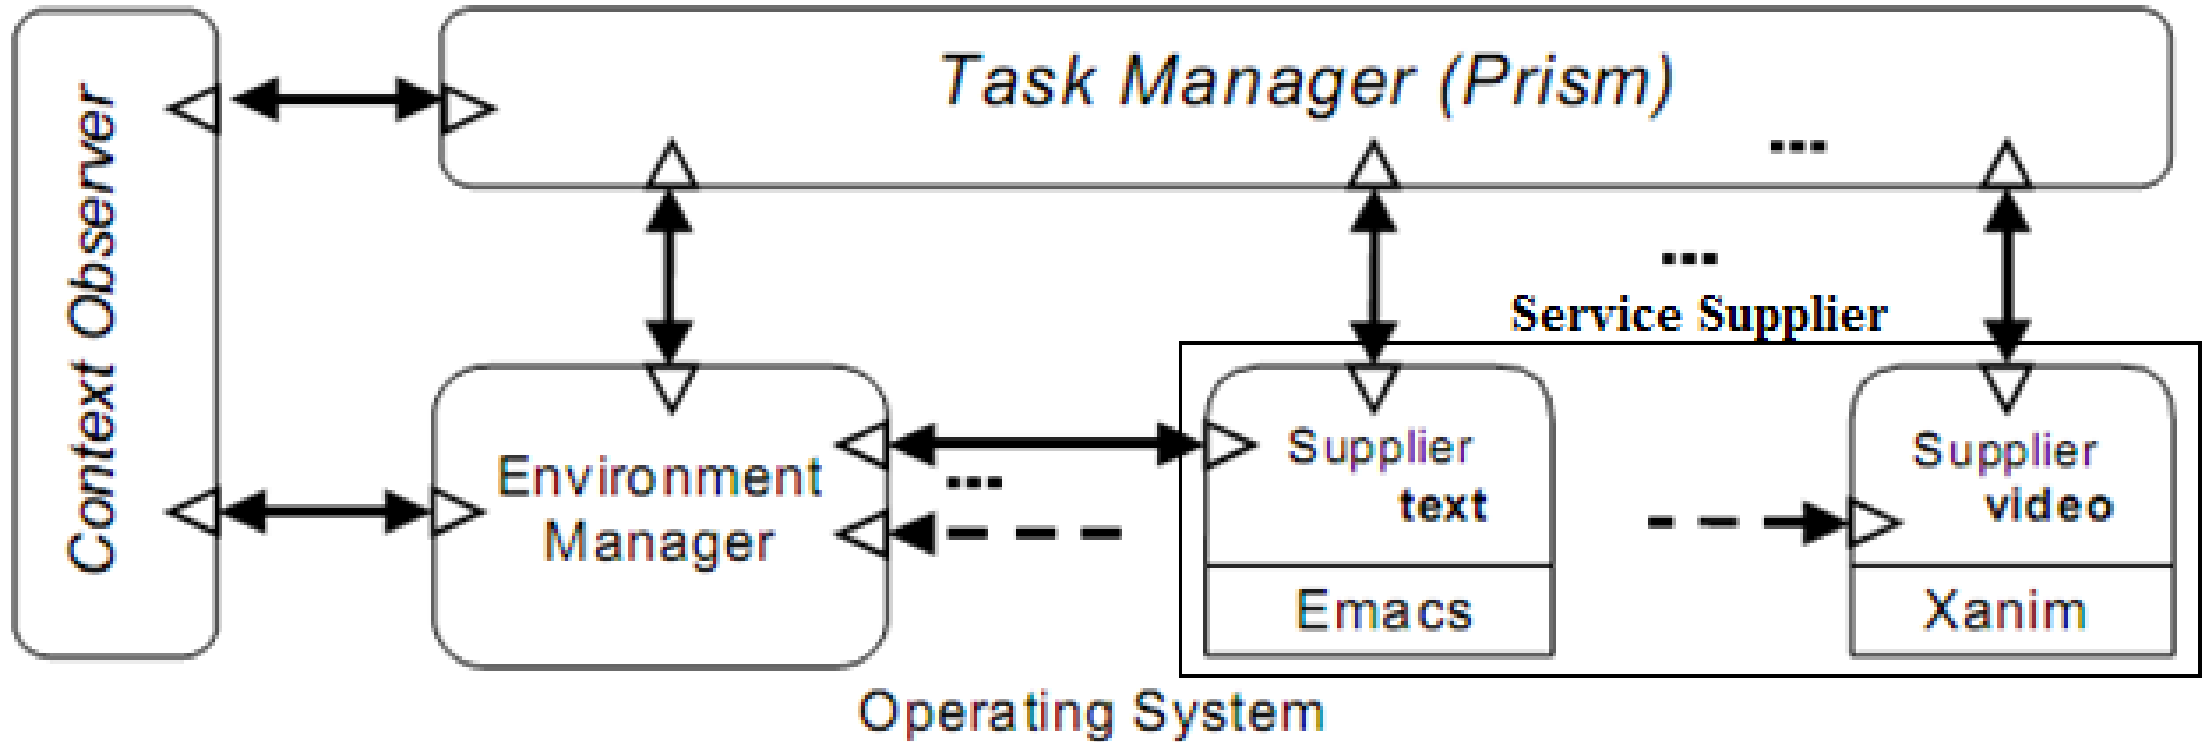 Context Observer
Task Manager (Prism)
...
...
Service Supplier
Environment
Manager
...
Supplier
text
Emacs
Supplier
video
Xanim
Operating System